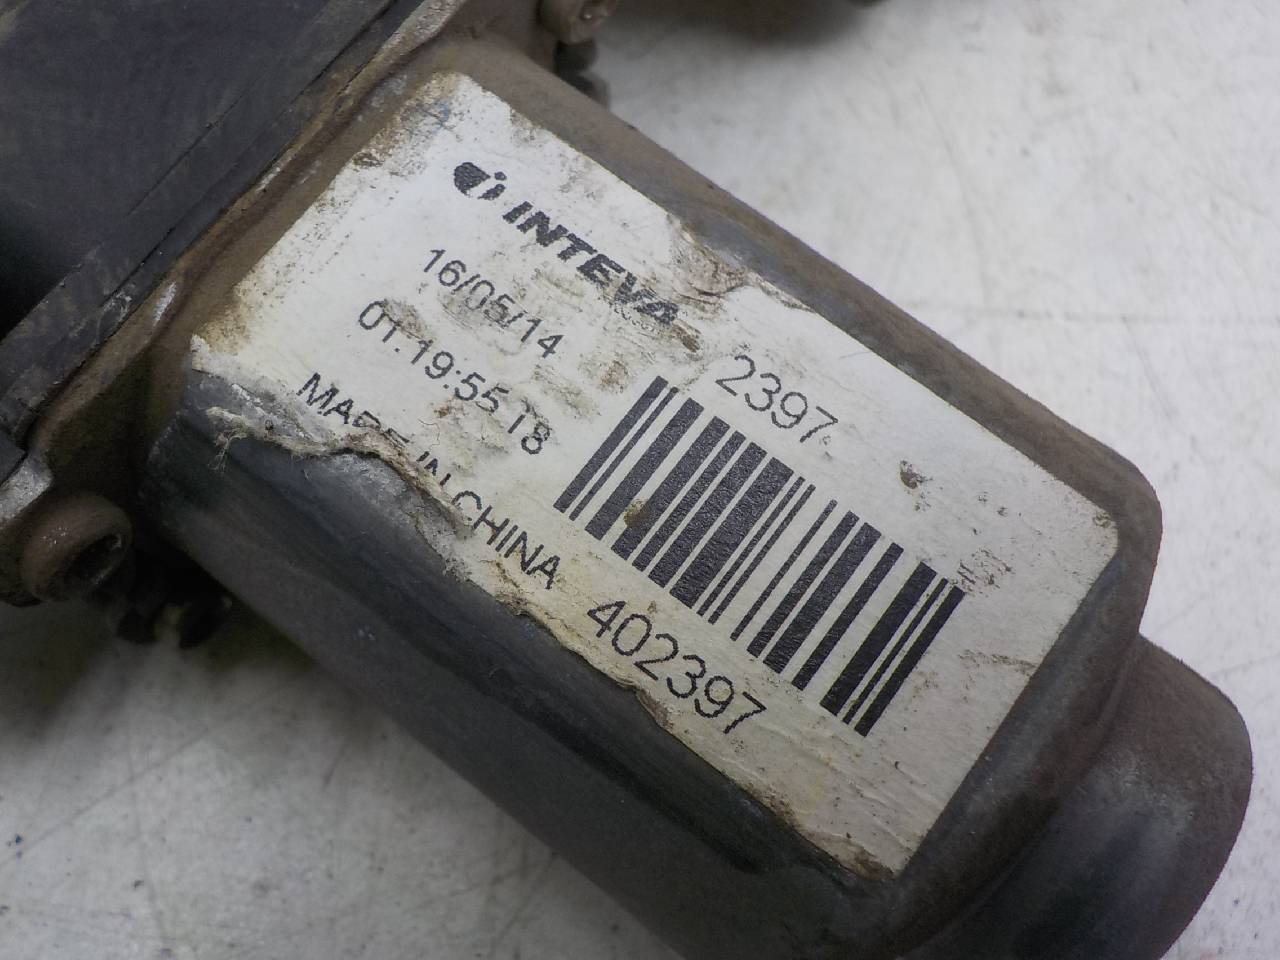 INTEVA
16/05/14
01.19:55 18
MADE IN CHINA
2397
402397